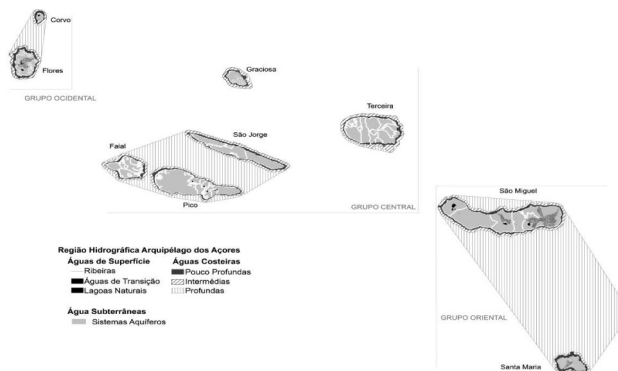 Corvo
Flores
GRUPO OCIDENTAL
Graciosa
Terceira
São Jorge
Faial
Pico
GRUPO CENTRAL
São Miguel
GRUPO ORIENTAL
Santa Maria
Região Hidrográfica Arquipélago dos Açores
Águas de Superfície
Ribeiras
Águas de Transição
Lagoas Naturais
Águas Costeiras
Pouco Profundas
Intermédias
Profundas
Água Subterrâneas
Sistemas Aquíferos